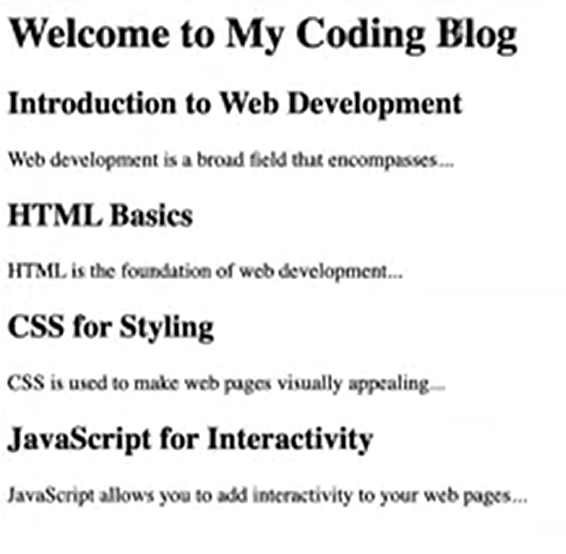 Welcome to My Coding Blog
Introduction to Web Development
Web development is a broad field that encompasses...
HTML Basics
HTML is the foundation of web development...
CSS for Styling
CSS is used to make web pages visually appealing...
JavaScript for Interactivity
JavaScript allows you to add interactivity to your web pages...